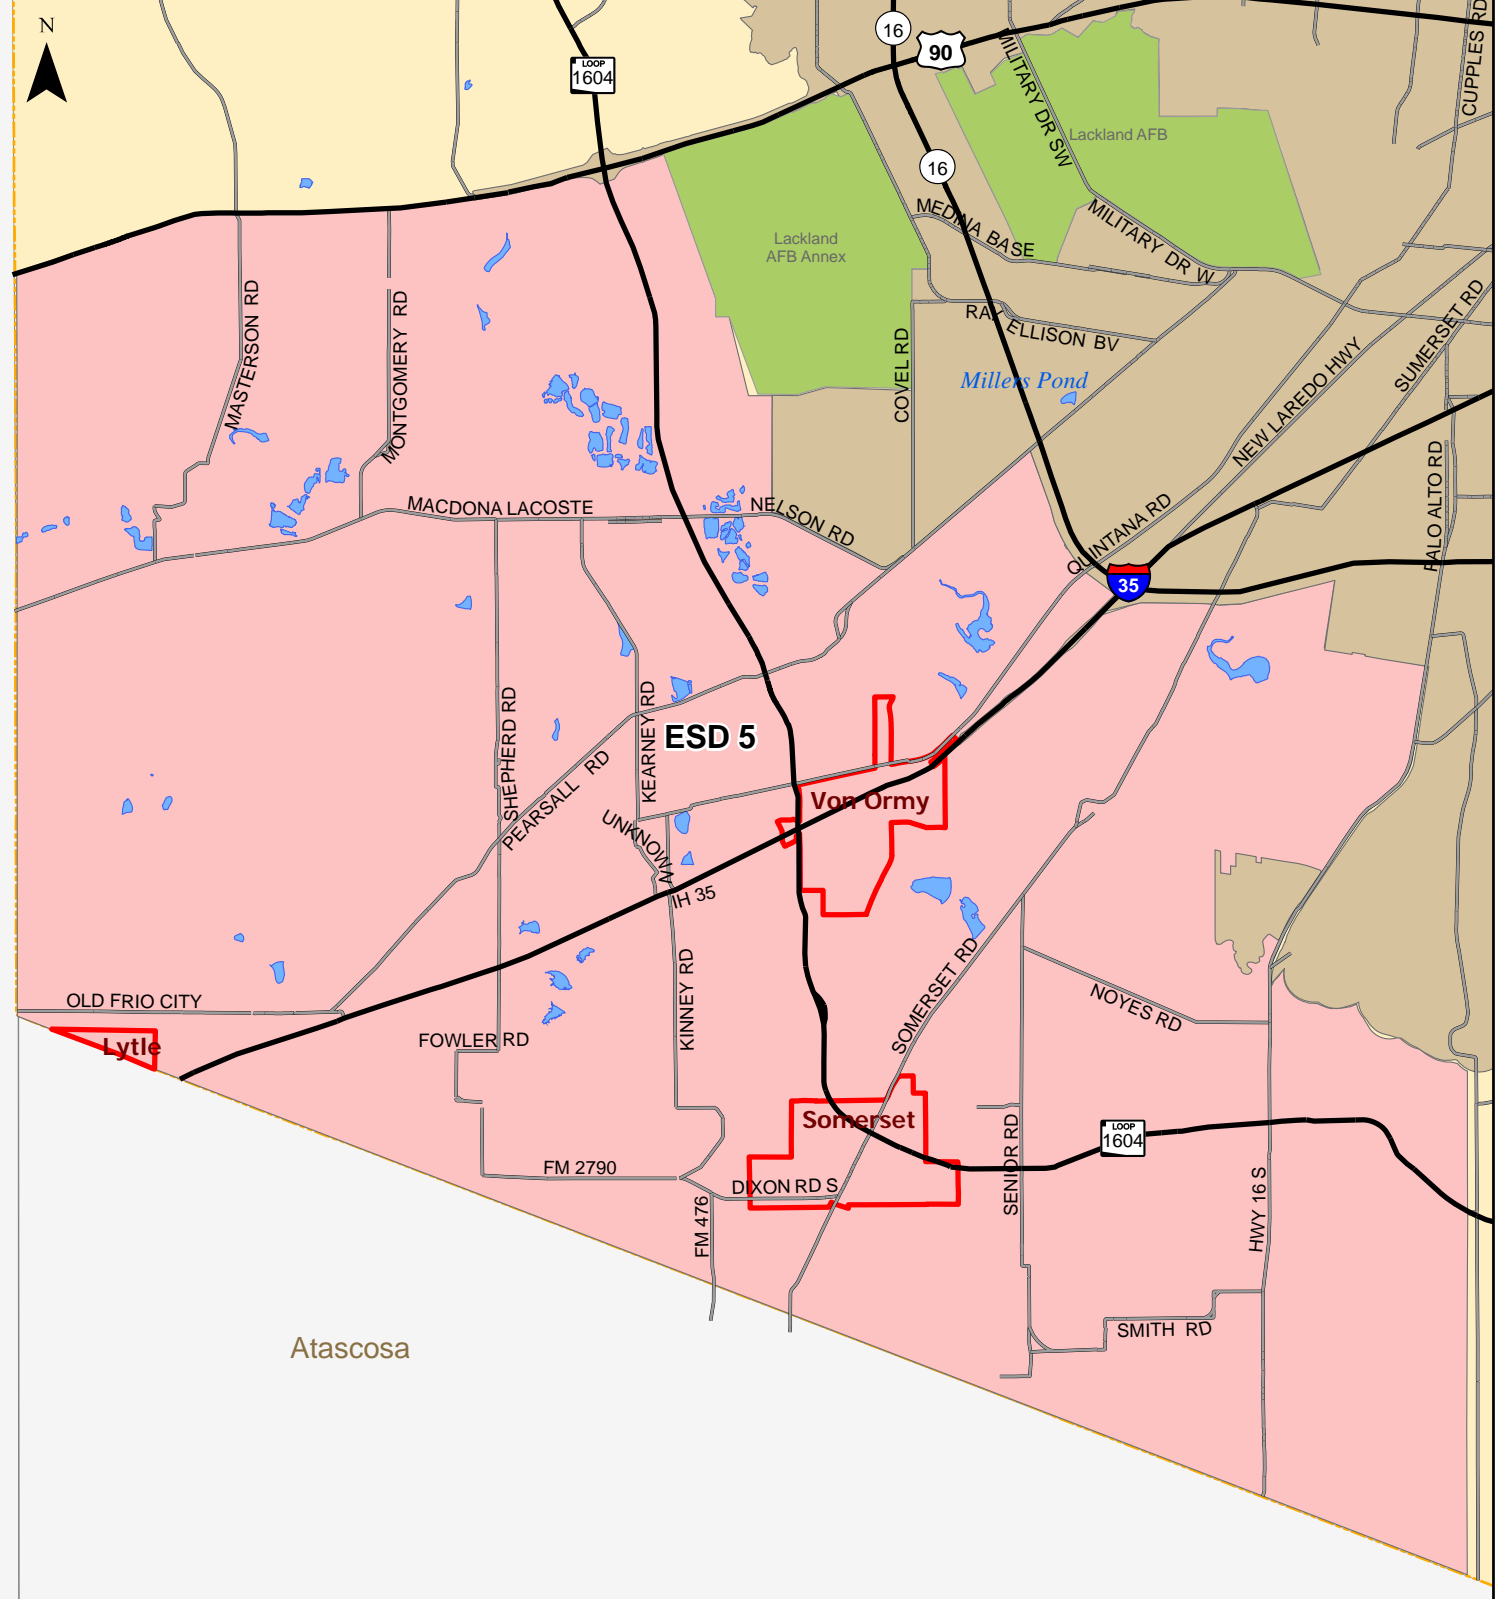 N
LOOP
1604
16
90
CUPPLES RD
MILITARY DR SW
Lackland AFB
16
MEDINA BASE
MILITARY DR W
Lackland
AFB Annex
MASTERSON RD
MONTGOMERY RD
RAY ELLISON BV
COVEL RD
Millers Pond
NEW LAREDO HWY
SUMERSET RD
PALO ALTO RD
MACDONA LACOSTE
NELSON RD
QUINTANA RD
35
SHEPHERD RD
KEARNEY RD
ESD 5
PEARSALL RD
UNKNOWN
Von Ormy
IH 35
KINNEY RD
SOMERSET RD
NOYES RD
OLD FRIO CITY
Lytle
FOWLER RD
Somerset
LOOP
1604
SENIOR RD
FM 2790
DIXON RD S
FM 476
HWY 16 S
SMITH RD
Atascosa